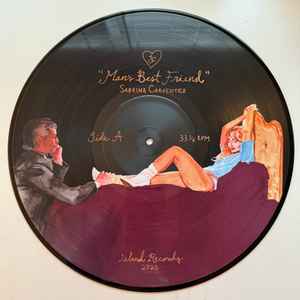 "Man's Best Friend"
Sabrina Carpenter
Side A
33⅓ RPM
Island Records
2025